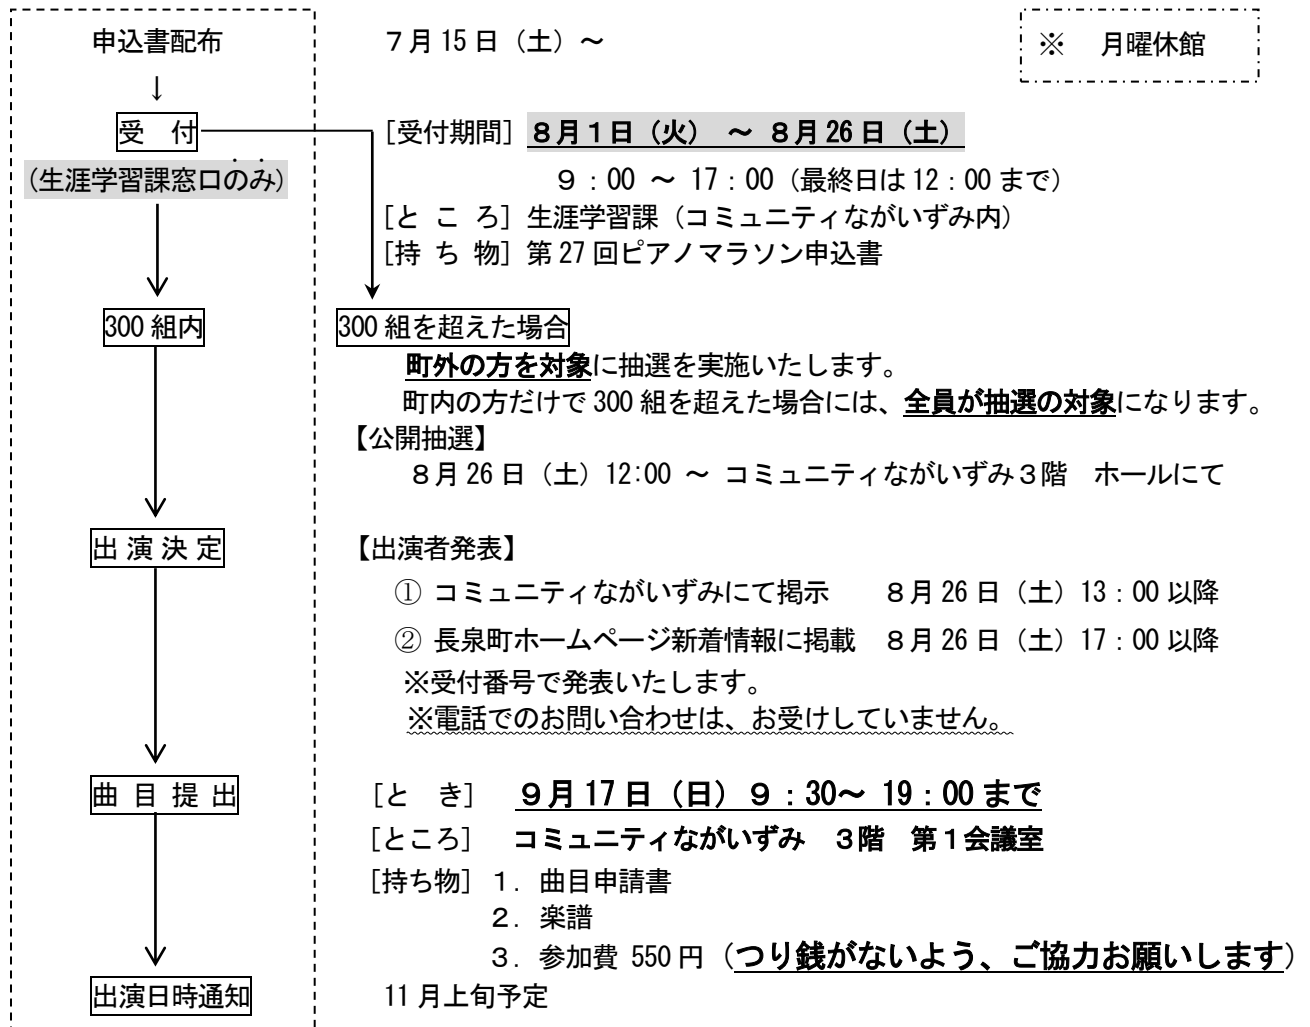 申込書配布　７月15日（土）～
※　月曜休館
↓
受　付　［受付期間］８月１日（火） ～ ８月26日（土）
（生涯学習課窓口のみ）
９：00 ～ 17：00（最終日は12：00まで）
［と こ ろ］生涯学習課（コミュニティながいずみ内）
［持 ち 物］第27回ピアノマラソン申込書
300組内　300組を超えた場合
町外の方を対象に抽選を実施いたします。
町内の方だけで300組を超えた場合には、全員が抽選の対象になります。
【公開抽選】
８月26日（土）12:00 ～ コミュニティながいずみ３階　ホールにて
出 演 決 定　【出演者発表】
① コミュニティながいずみにて掲示　８月26日（土）13：00以降
② 長泉町ホームページ新着情報に掲載　８月26日（土）17：00以降
※受付番号で発表いたします。
※電話でのお問い合わせは、お受けしていません。
曲 目 提 出　［と　き］　９月17日（日）９：30～ 19：00まで
［ところ］　コミュニティながいずみ　３階　第１会議室
［持ち物］１．曲目申請書
２．楽譜
３．参加費 550円（つり銭がないよう、ご協力お願いします）
出演日時通知　11月上旬予定